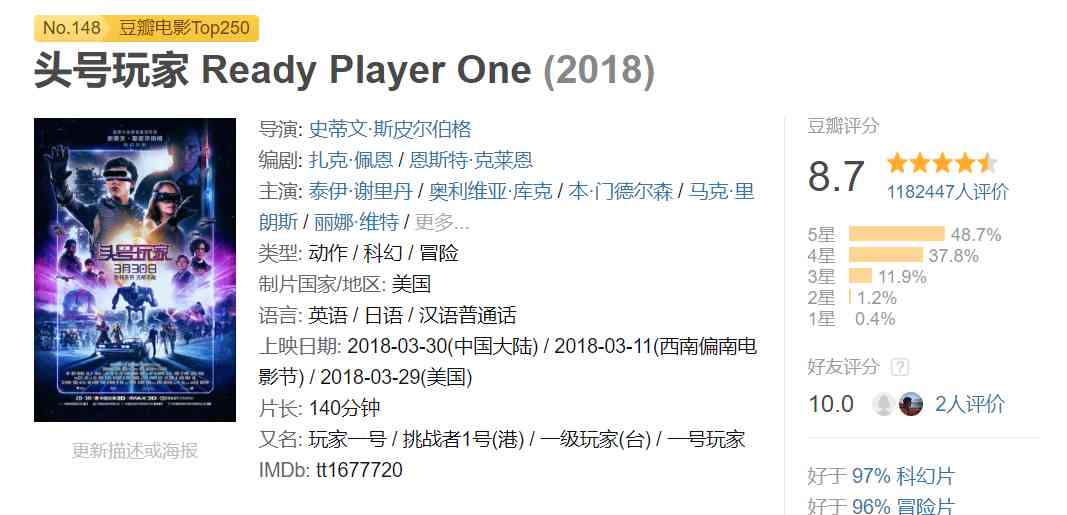 No.148 豆瓣电影Top250
头号玩家 Ready Player One (2018)
头号玩家
3月30日
更新描述或海报
导演: 史蒂文·斯皮尔伯格
编剧: 扎克·佩恩 / 恩斯特·克莱恩
主演: 泰伊·谢里丹 / 奥利维亚·库克 / 本·门德尔森 / 马克·里
朗斯 / 丽娜·维特 / 更多...
类型: 动作 / 科幻 / 冒险
制片国家/地区: 美国
语言: 英语 / 日语 / 汉语普通话
上映日期: 2018-03-30(中国大陆) / 2018-03-11(西南偏南电
影节) / 2018-03-29(美国)
片长: 140分钟
又名: 玩家一号 / 挑战者1号(港) / 一级玩家(台) / 一号玩家
IMDb: tt1677720
豆瓣评分
8.7
1182447人评价
5星 48.7%
4星 37.8%
3星 11.9%
2星 1.2%
1星 0.4%
好友评分 ?
10.0 2人评价
好于 97% 科幻片
好于 96% 冒险片